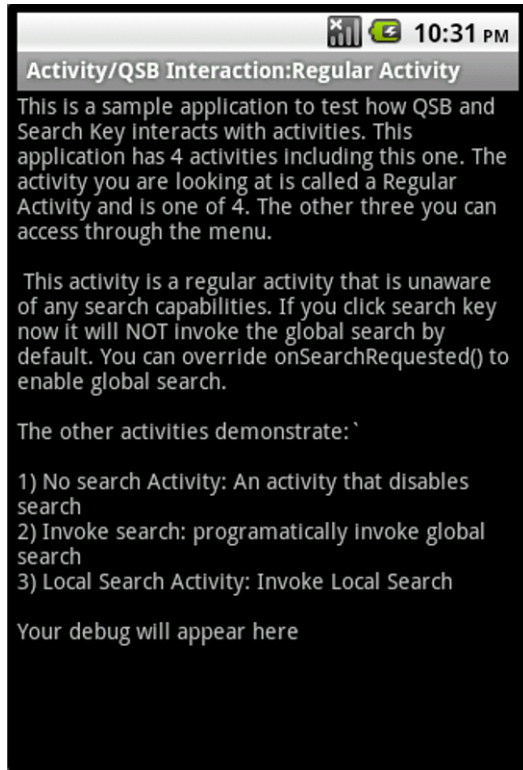 10:31 PM
Activity/QSB Interaction:Regular Activity
This is a sample application to test how QSB and
Search Key interacts with activities. This
application has 4 activities including this one. The
activity you are looking at is called a Regular
Activity and is one of 4. The other three you can
access through the menu.
This activity is a regular activity that is unaware
of any search capabilities. If you click search key
now it will NOT invoke the global search by
default. You can override onSearchRequested() to
enable global search.
The other activities demonstrate:`
1) No search Activity: An activity that disables
search
2) Invoke search: programatically invoke global
search
3) Local Search Activity: Invoke Local Search
Your debug will appear here